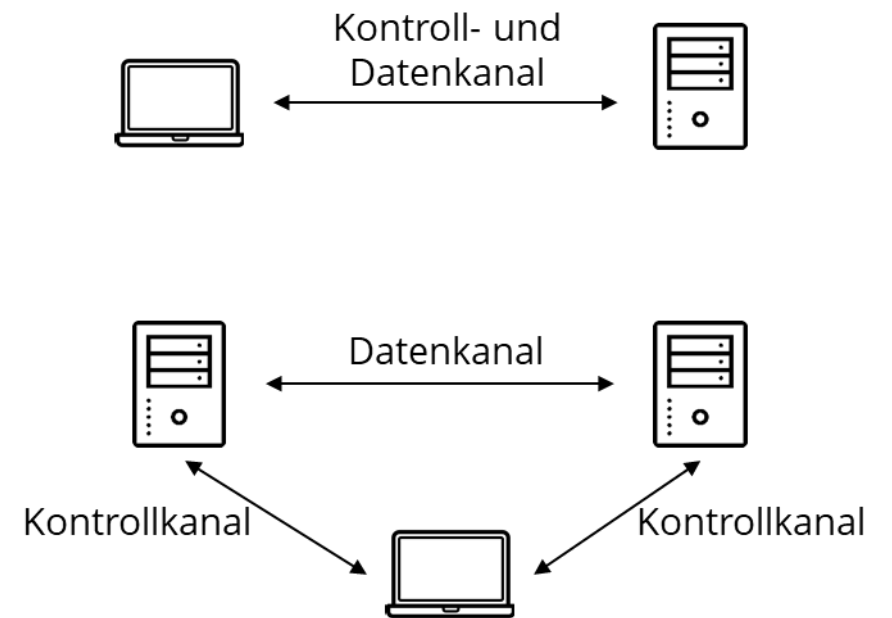 Kontroll- und
Datenkanal
Datenkanal
Kontrollkanal
Kontrollkanal